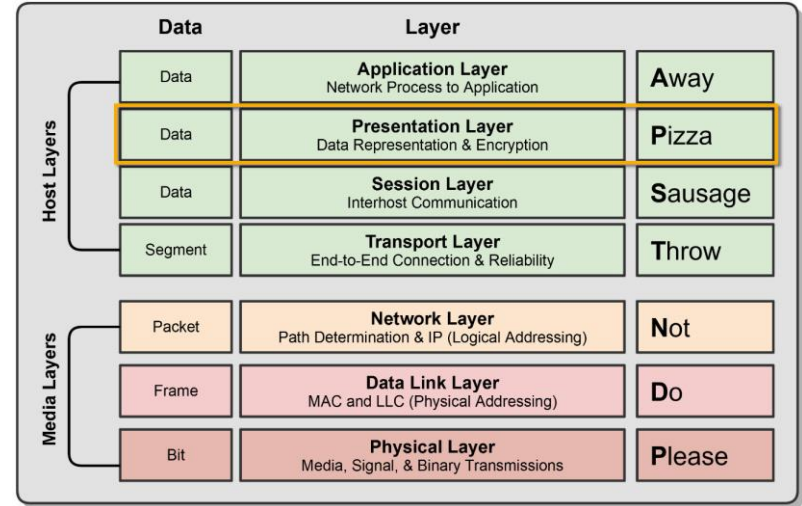 Data Layer
Host Layers
Data
Application Layer
Network Process to Application
Away
Data
Presentation Layer
Data Representation & Encryption
Pizza
Data
Session Layer
Interhost Communication
Sausage
Segment
Transport Layer
End-to-End Connection & Reliability
Throw
Media Layers
Packet
Network Layer
Path Determination & IP (Logical Addressing)
Not
Frame
Data Link Layer
MAC and LLC (Physical Addressing)
Do
Bit
Physical Layer
Media, Signal, & Binary Transmissions
Please